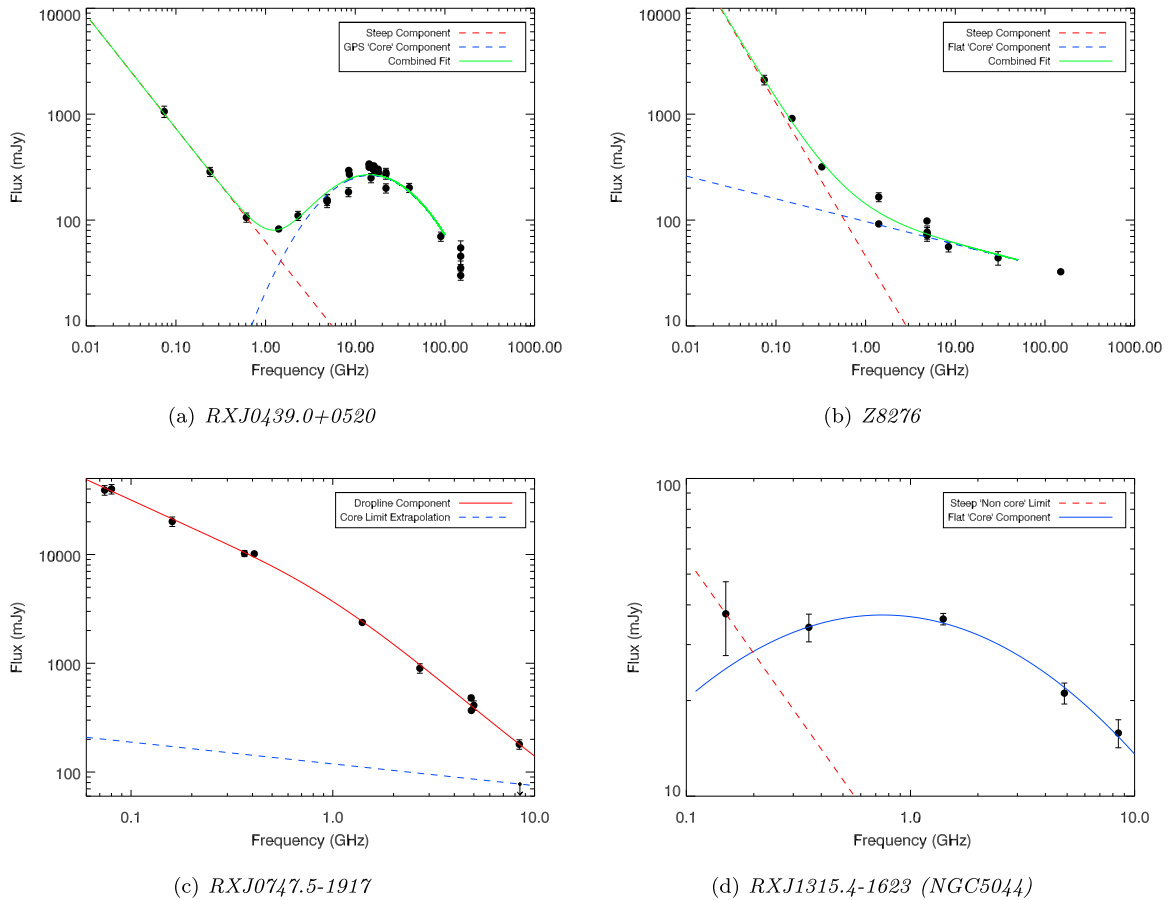 10000
1000
100
10
Flux (mJy)
Steep Component
GPS 'Core' Component
Combined Fit
0.01 0.10 1.00 10.00 100.00 1000.00
Frequency (GHz)
(a) RXJ0439.0+0520
10000
1000
100
10
Flux (mJy)
Steep Component
Flat 'Core' Component
Combined Fit
0.01 0.10 1.00 10.00 100.00 1000.00
Frequency (GHz)
(b) Z8276
10000
1000
100
Flux (mJy)
Dropline Component
Core Limit Extrapolation
0.1 1.0 10.0
Frequency (GHz)
(c) RXJ0747.5-1917
100
10
Flux (mJy)
Steep 'Non core' Limit
Flat 'Core' Component
0.1 1.0 10.0
Frequency (GHz)
(d) RXJ1315.4-1623 (NGC5044)